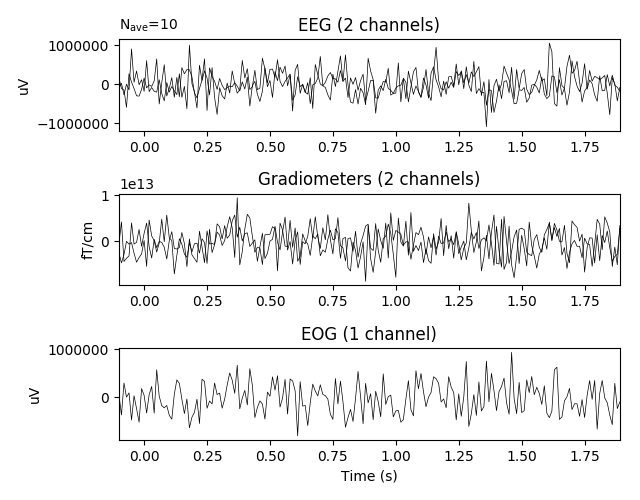 N_ave=10
EEG (2 channels)
1000000
0
−1000000
uV
0.00 0.25 0.50 0.75 1.00 1.25 1.50 1.75
1e13
Gradiometers (2 channels)
1
0
fT/cm
0.00 0.25 0.50 0.75 1.00 1.25 1.50 1.75
EOG (1 channel)
1000000
0
uV
0.00 0.25 0.50 0.75 1.00 1.25 1.50 1.75
Time (s)